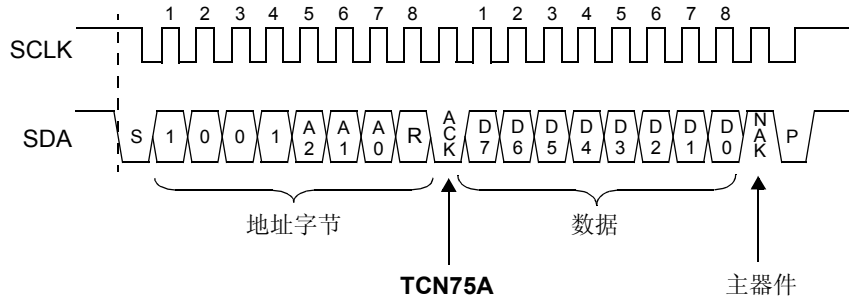 1 2 3 4 5 6 7 8 1 2 3 4 5 6 7 8
SCLK
SDA S 1 0 0 1 A2 A1 A0 R ACK D7 D6 D5 D4 D3 D2 D1 D0 NAK P
地址字节 数据
TCN75A 主器件